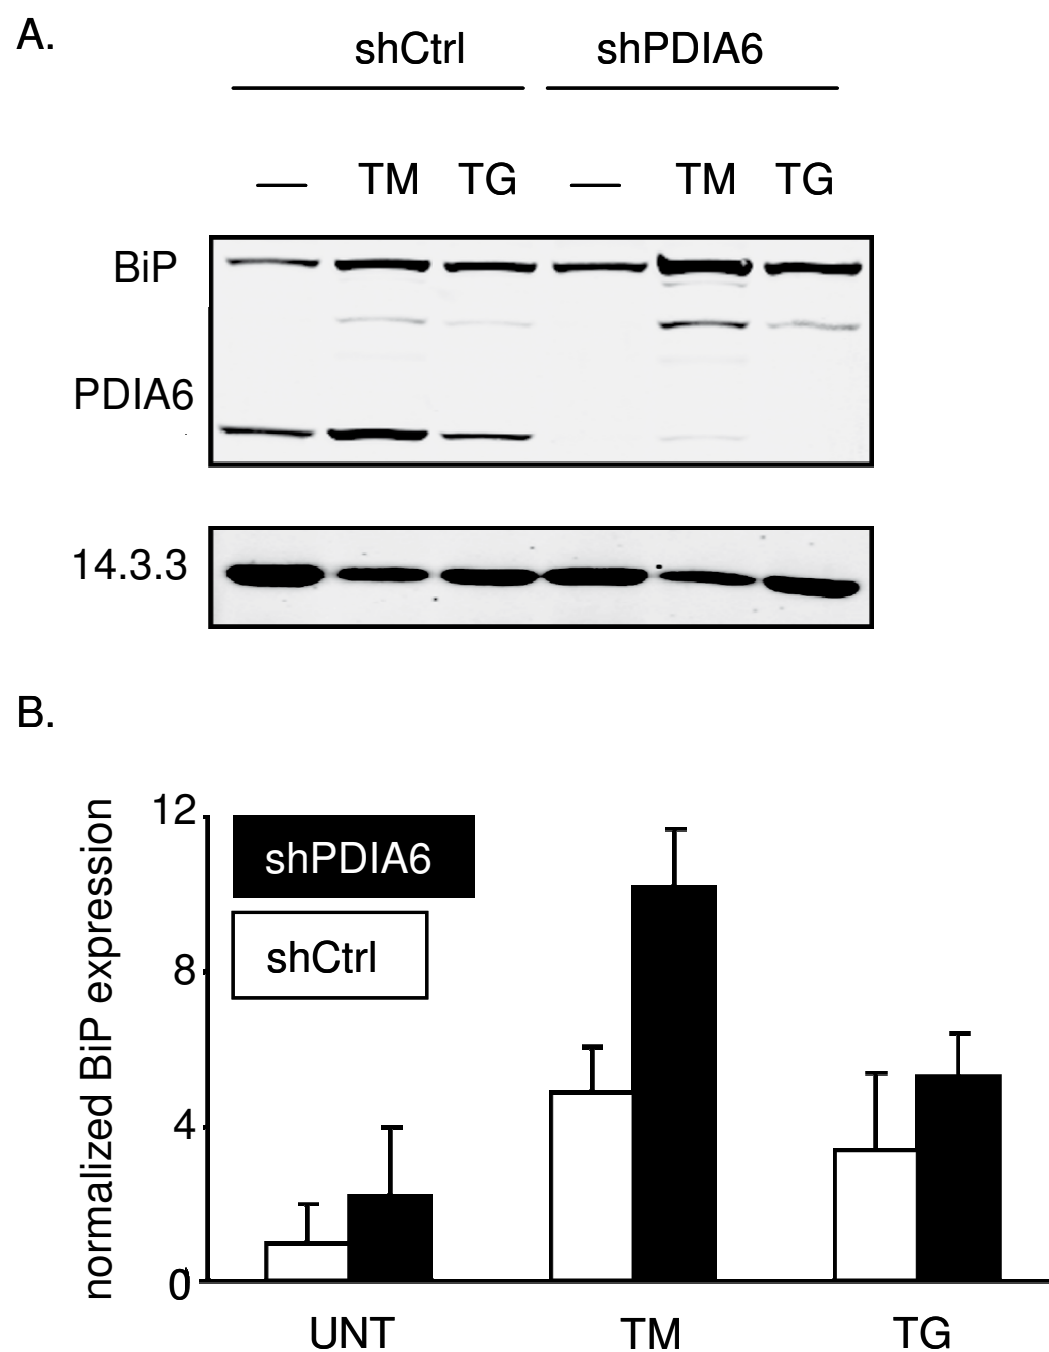 A.
shCtrl shPDIA6
— TM TG — TM TG
BiP
PDIA6
14.3.3
B.
normalized BiP expression
12
8
4
0
shPDIA6
shCtrl
UNT TM TG